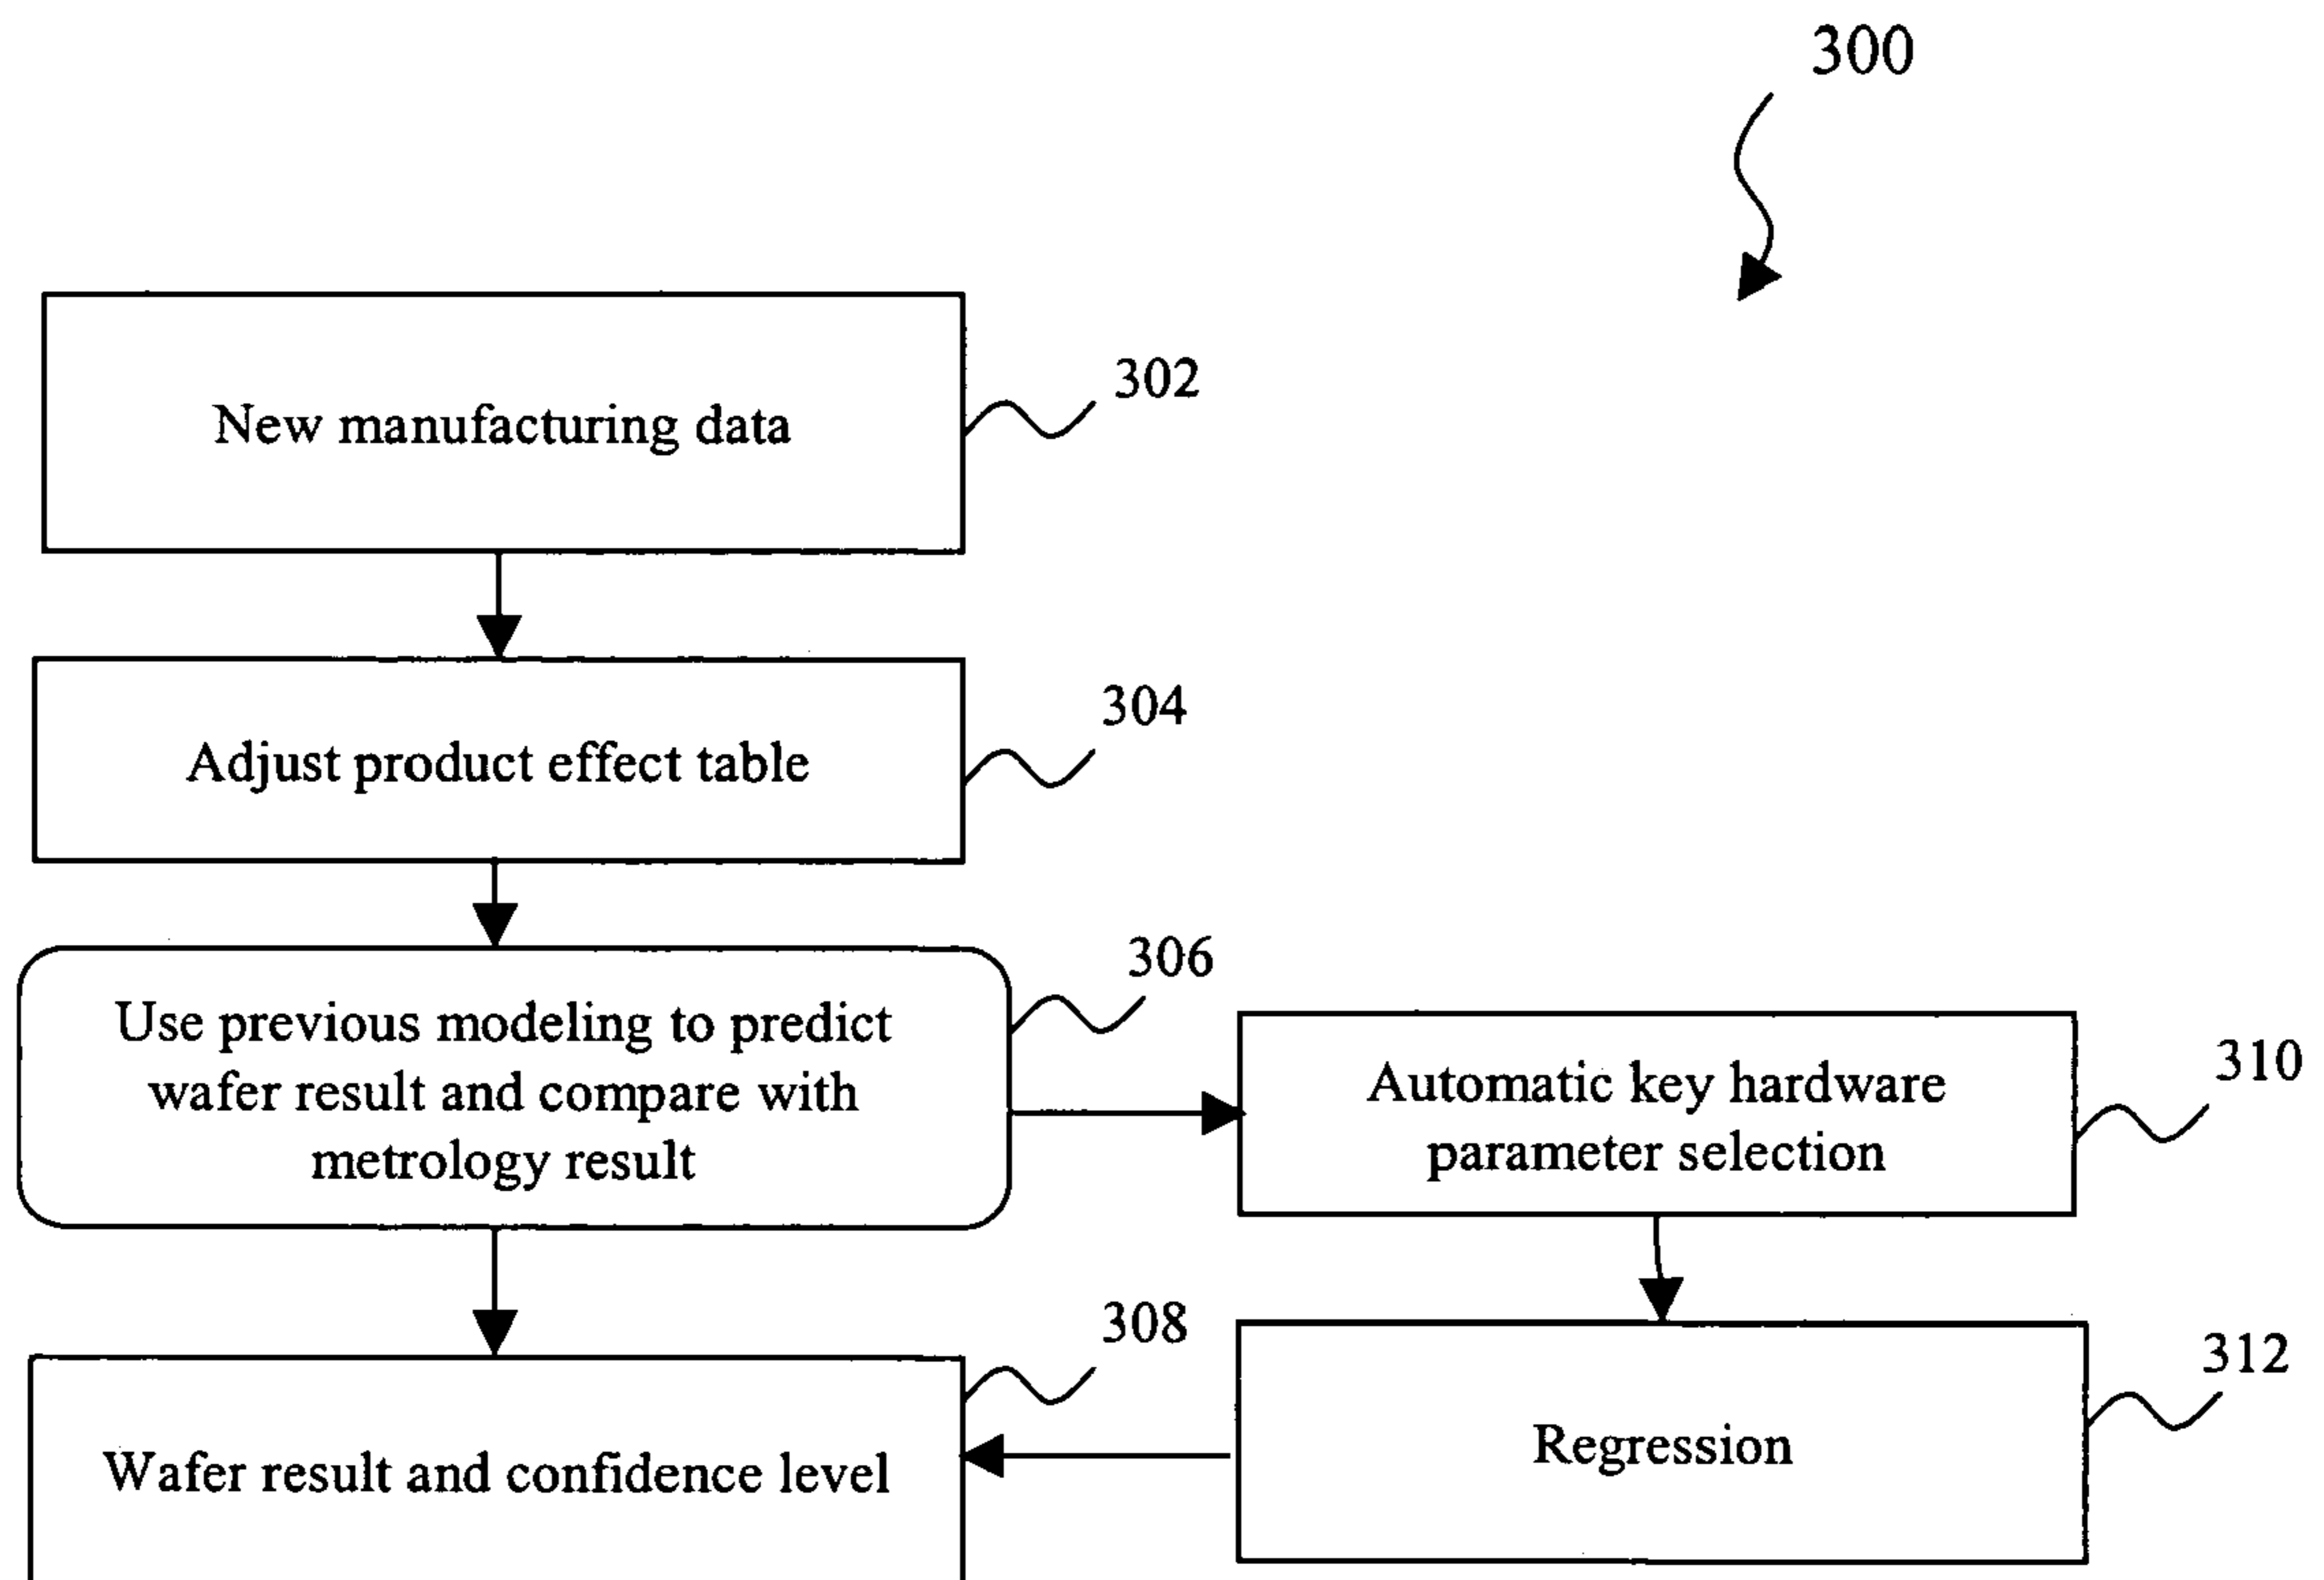 300
New manufacturing data
302
Adjust product effect table
304
Use previous modeling to predict
wafer result and compare with
metrology result
306
Automatic key hardware
parameter selection
310
Wafer result and confidence level
308
Regression
312